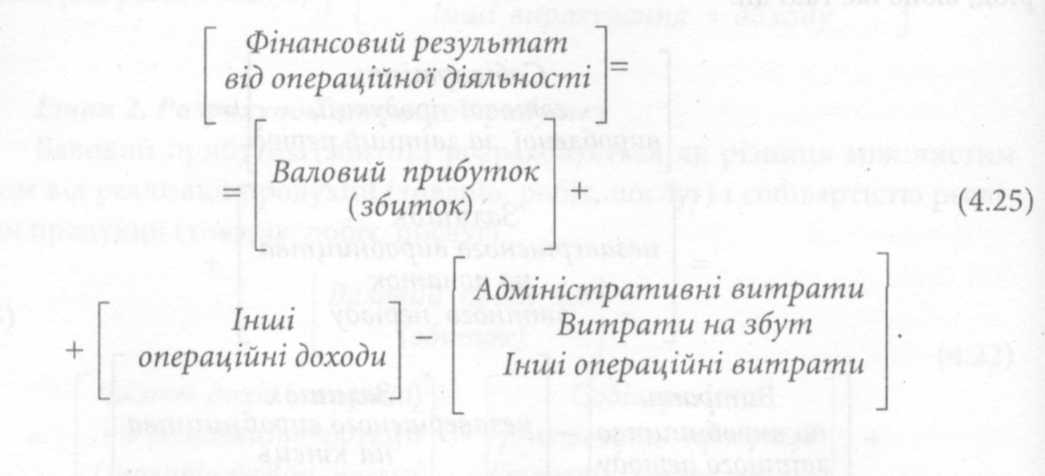 Фінансовий результат
від операційної діяльності =
= Валовий прибуток +
(збиток)
(4.25)
+ Інші
операційні доходи −
Адміністративні витрати
Витрати на збут
Інші операційні витрати .